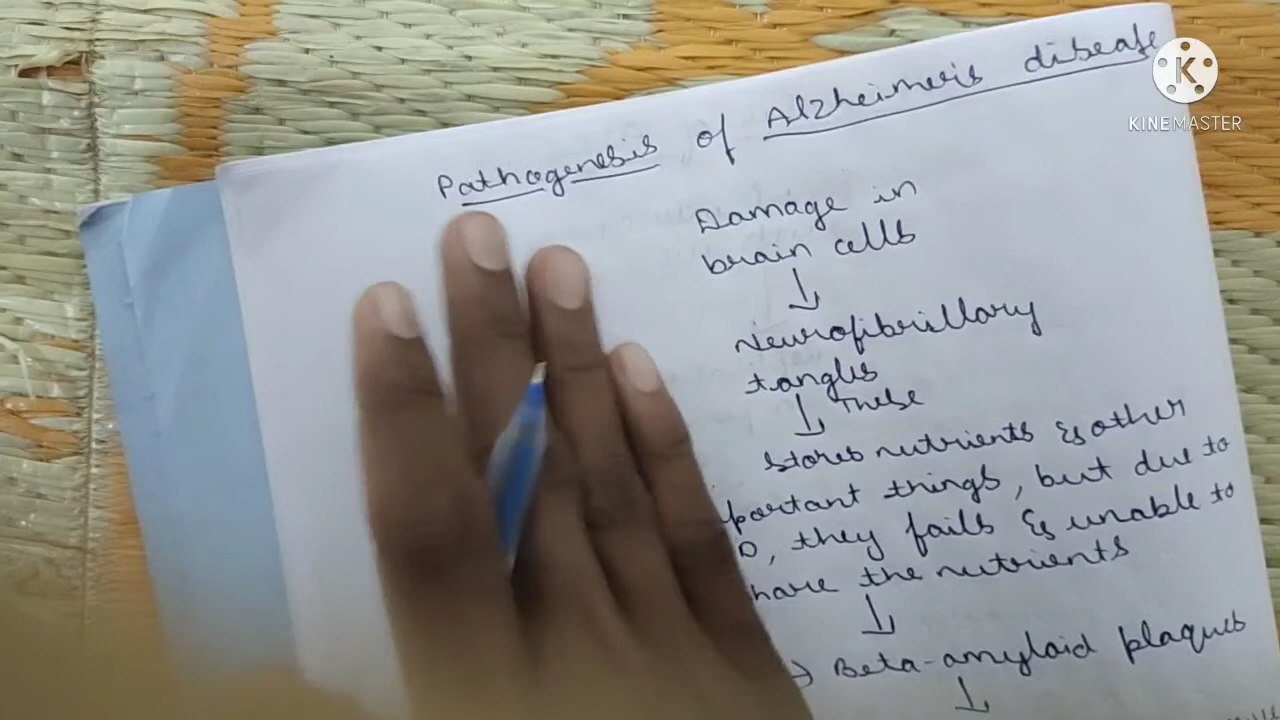 Pathogenesis of Alzheimer's disease
Damage in
brain cells
Neurofibrillary
tangles
These
stores nutrients & other
portant things, but due to
D, they fails & unable to
hare the nutrients
Beta-amyloid plaques
K
KINEMASTER